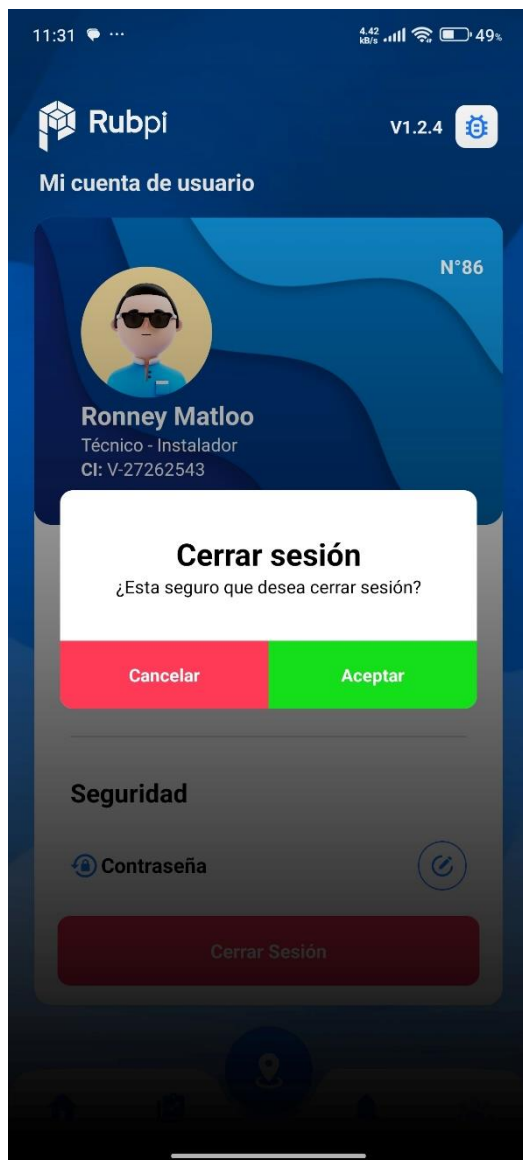 11:31
4.42
kB/s
49%
Rubpi
V1.2.4
Mi cuenta de usuario
N°86
Ronney Matloo
Técnico - Instalador
CI: V-27262543
Cerrar sesión
¿Esta seguro que desea cerrar sesión?
Cancelar
Aceptar
Seguridad
Contraseña
Cerrar Sesión